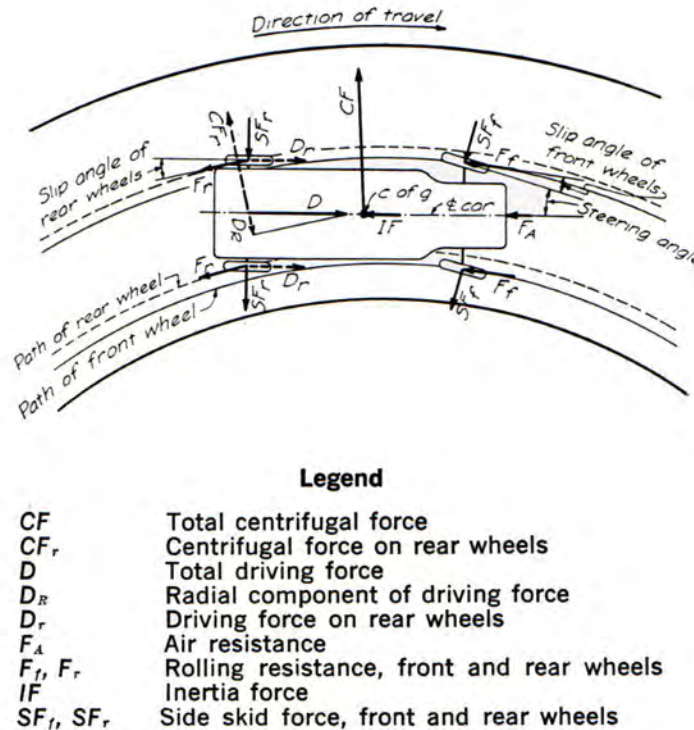 Direction of travel
CF
CFr
SFr
Dr
SFf
Ff
Slip angle of
rear wheels
Slip angle of
front wheels
Fr
D
c of g
DR
IF
℄ car
FA
Steering angle
Fr
Dr
SFr
Ff
SFf
Path of rear wheel
Path of front wheel
Legend
CF Total centrifugal force
CFr Centrifugal force on rear wheels
D Total driving force
DR Radial component of driving force
Dr Driving force on rear wheels
FA Air resistance
Ff, Fr Rolling resistance, front and rear wheels
IF Inertia force
SFf, SFr Side skid force, front and rear wheels